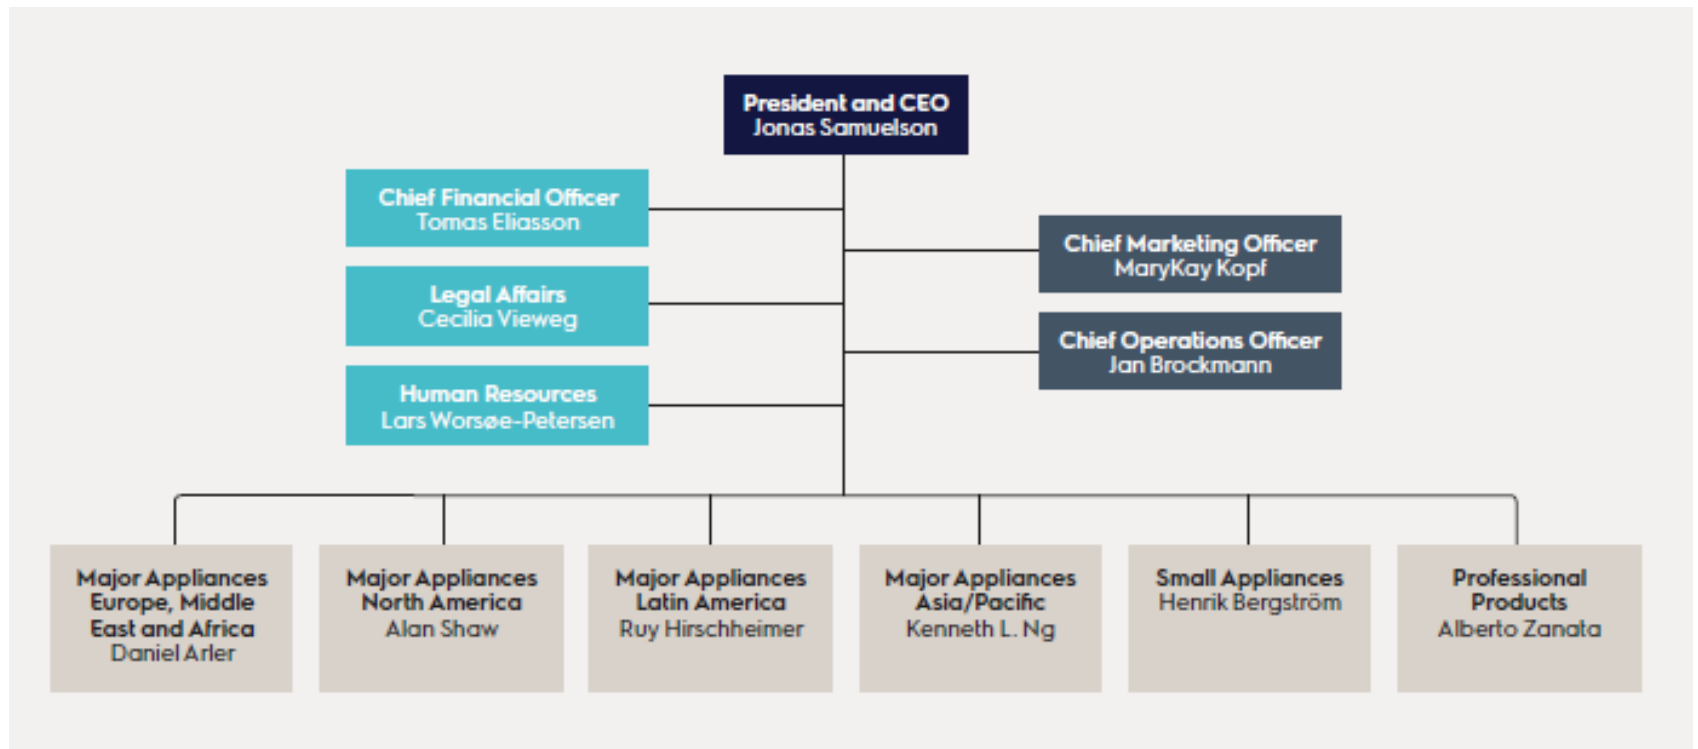 President and CEO
Jonas Samuelson
Chief Financial Officer
Tomas Eliasson
Chief Marketing Officer
MaryKay Kopf
Legal Affairs
Cecilia Vieweg
Chief Operations Officer
Jan Brockmann
Human Resources
Lars Worsøe-Petersen
Major Appliances
Europe, Middle
East and Africa
Daniel Arler
Major Appliances
North America
Alan Shaw
Major Appliances
Latin America
Ruy Hirschheimer
Major Appliances
Asia/Pacific
Kenneth L. Ng
Small Appliances
Henrik Bergström
Professional
Products
Alberto Zanata